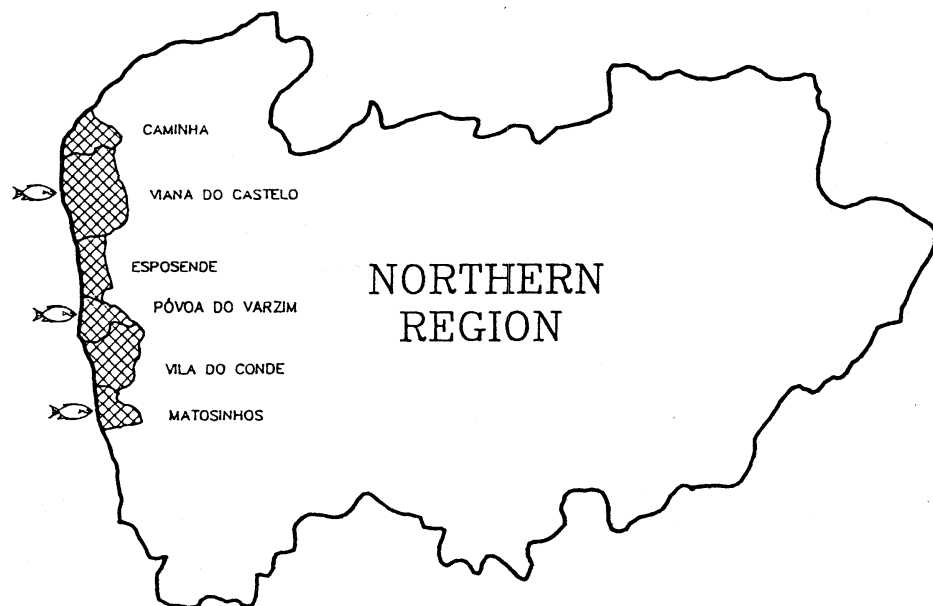 CAMINHA
VIANA DO CASTELO
ESPOSENDE
PÓVOA DO VARZIM
VILA DO CONDE
MATOSINHOS
NORTHERN
REGION